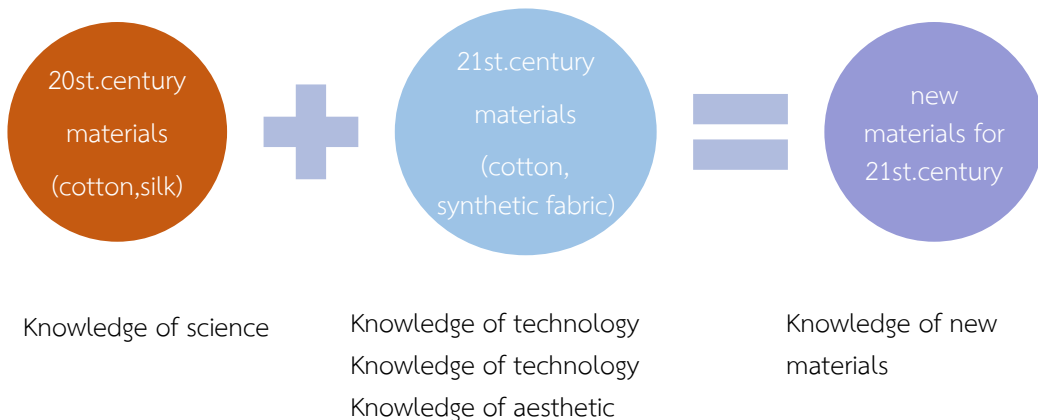 20st.century
materials
(cotton,silk)
21st.century
materials
(cotton,
synthetic fabric)
new
materials for
21st.century
Knowledge of science
Knowledge of technology
Knowledge of technology
Knowledge of aesthetic
Knowledge of new
materials